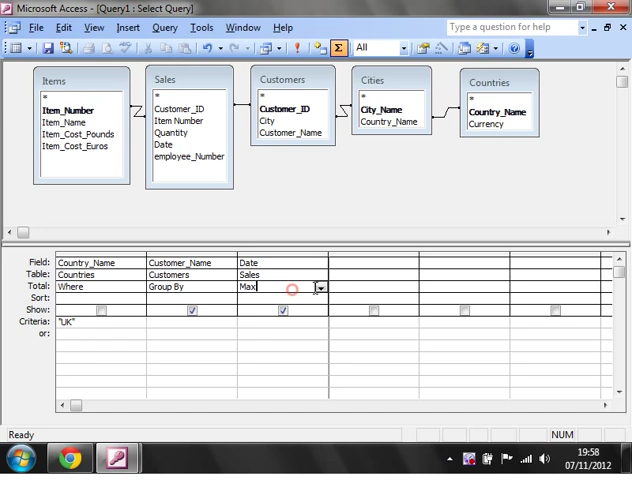 Microsoft Access - [Query1 : Select Query]
File Edit View Insert Query Tools Window Help Type a question for help
Σ All
Items Sales Customers Cities Countries
*
Item_Number
Item_Name
Item_Cost_Pounds
Item_Cost_Euros
Customer_ID
Item Number
Quantity
Date
employee_Number
*
Customer_ID
City
Customer_Name
*
City_Name
Country_Name
*
Country_Name
Currency
Field: Country_Name Customer_Name Date
Table: Countries Customers Sales
Total: Where Group By Max
Sort:
Show:
Criteria: "UK"
or:
Ready NUM
19:58
07/11/2012